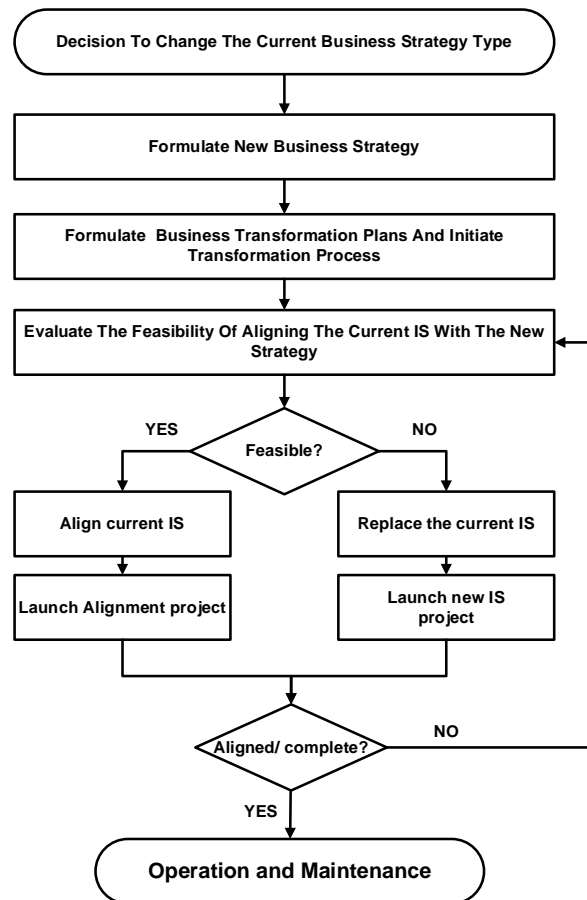 Decision To Change The Current Business Strategy Type
Formulate New Business Strategy
Formulate Business Transformation Plans And Initiate
Transformation Process
Evaluate The Feasibility Of Aligning The Current IS With The New
Strategy
YES
NO
Feasible?
Align current IS
Replace the current IS
Launch Alignment project
Launch new IS
project
Aligned/ complete?
NO
YES
Operation and Maintenance